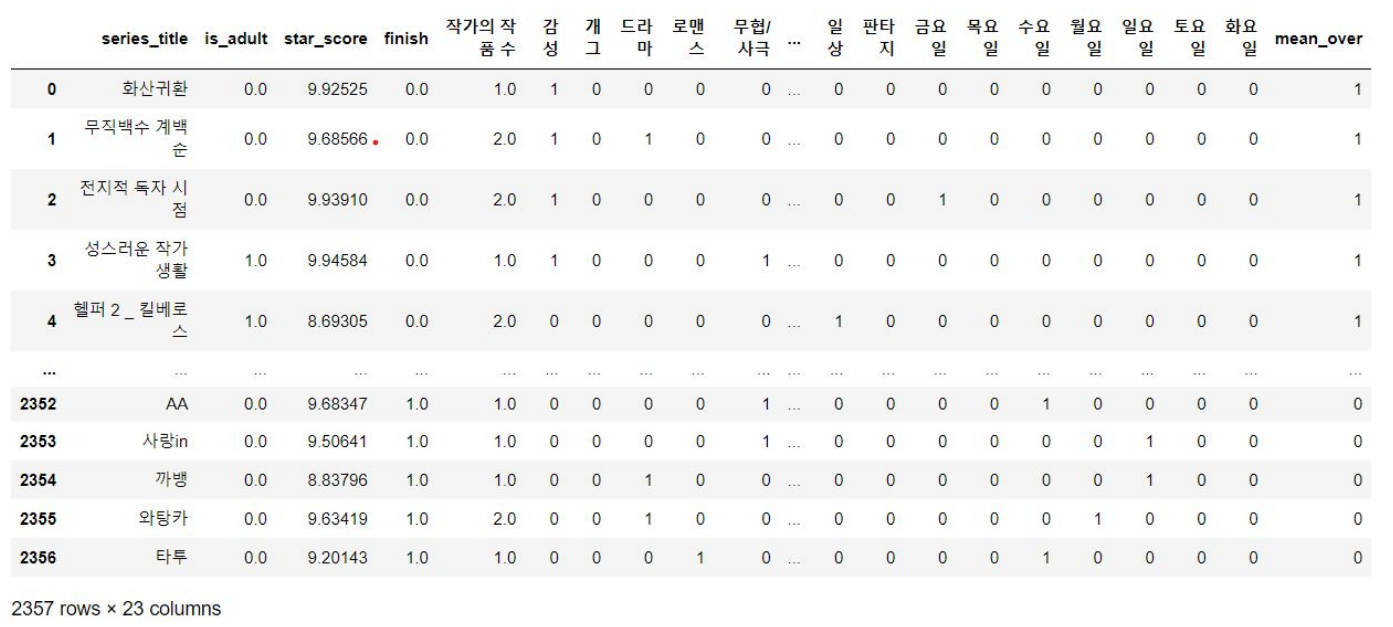 series_title is_adult star_score finish 작가의 작품 수 감성 개그 드라마 로맨스 무협/사극 ... 일상 판타지 금요일 목요일 수요일 월요일 일요일 토요일 화요일 mean_over
0 화산귀환 0.0 9.92525 0.0 1.0 1 0 0 0 0 ... 0 0 0 0 0 0 0 0 0 1
1 무직백수 계백순 0.0 9.68566 0.0 2.0 1 0 1 0 0 ... 0 0 0 0 0 0 0 0 0 1
2 전지적 독자 시점 0.0 9.93910 0.0 2.0 1 0 0 0 0 ... 0 0 1 0 0 0 0 0 0 1
3 성스러운 작가 생활 1.0 9.94584 0.0 1.0 1 0 0 0 1 ... 0 0 0 0 0 0 0 0 0 1
4 헬퍼 2 _ 킬베로스 1.0 8.69305 0.0 2.0 0 0 0 0 0 ... 1 0 0 0 0 0 0 0 0 1
... ... ... ... ... ... ... ... ... ... ... ... ... ... ... ... ... ... ... ... ... ...
2352 AA 0.0 9.68347 1.0 1.0 0 0 0 0 1 ... 0 0 0 0 1 0 0 0 0 0
2353 사랑in 0.0 9.50641 1.0 1.0 0 0 0 0 1 ... 0 0 0 0 0 0 1 0 0 0
2354 까뱅 0.0 8.83796 1.0 1.0 0 0 1 0 0 ... 0 0 0 0 0 0 1 0 0 0
2355 와탕카 0.0 9.63419 1.0 2.0 0 0 1 0 0 ... 0 0 0 0 0 1 0 0 0 0
2356 타투 0.0 9.20143 1.0 1.0 0 0 0 1 0 ... 0 0 0 0 1 0 0 0 0 0
2357 rows × 23 columns